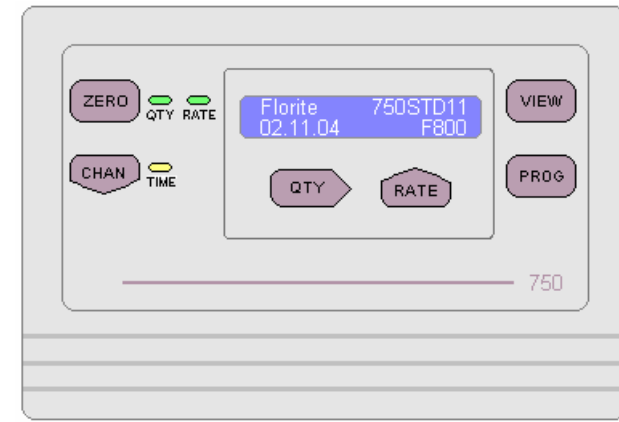 ZERO
QTY RATE
Florite 750STD11
02.11.04 F800
VIEW
CHAN
TIME
QTY
RATE
PROG
750